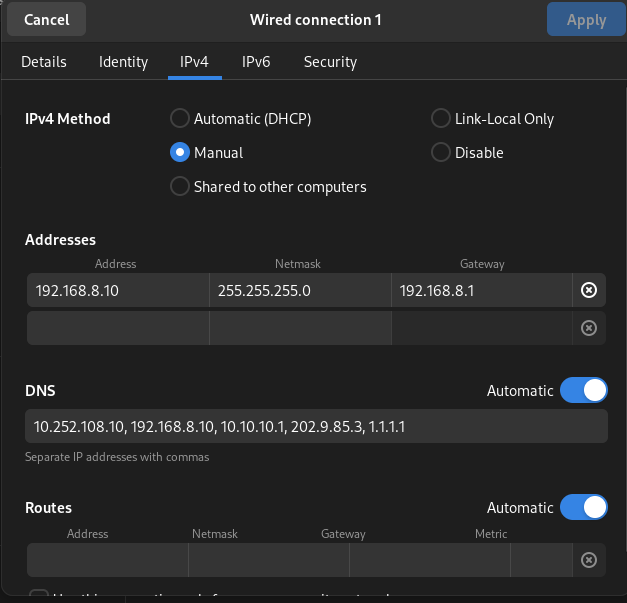 Cancel Wired connection 1 Apply
Details Identity IPv4 IPv6 Security
IPv4 Method Automatic (DHCP) Link-Local Only
Manual Disable
Shared to other computers
Addresses
Address Netmask Gateway
192.168.8.10 255.255.255.0 192.168.8.1
DNS Automatic
10.252.108.10, 192.168.8.10, 10.10.10.1, 202.9.85.3, 1.1.1.1
Separate IP addresses with commas
Routes Automatic
Address Netmask Gateway Metric